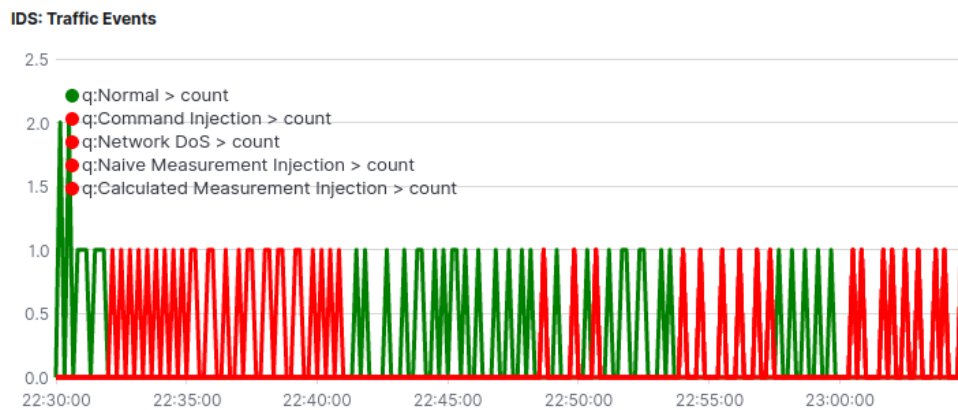 IDS: Traffic Events
2.5
q:Normal > count
q:Command Injection > count
2.0
q:Network DoS > count
q:Naive Measurement Injection > count
1.5
q:Calculated Measurement Injection > count
1.0
0.5
0.0
22:30:00 22:35:00 22:40:00 22:45:00 22:50:00 22:55:00 23:00:00